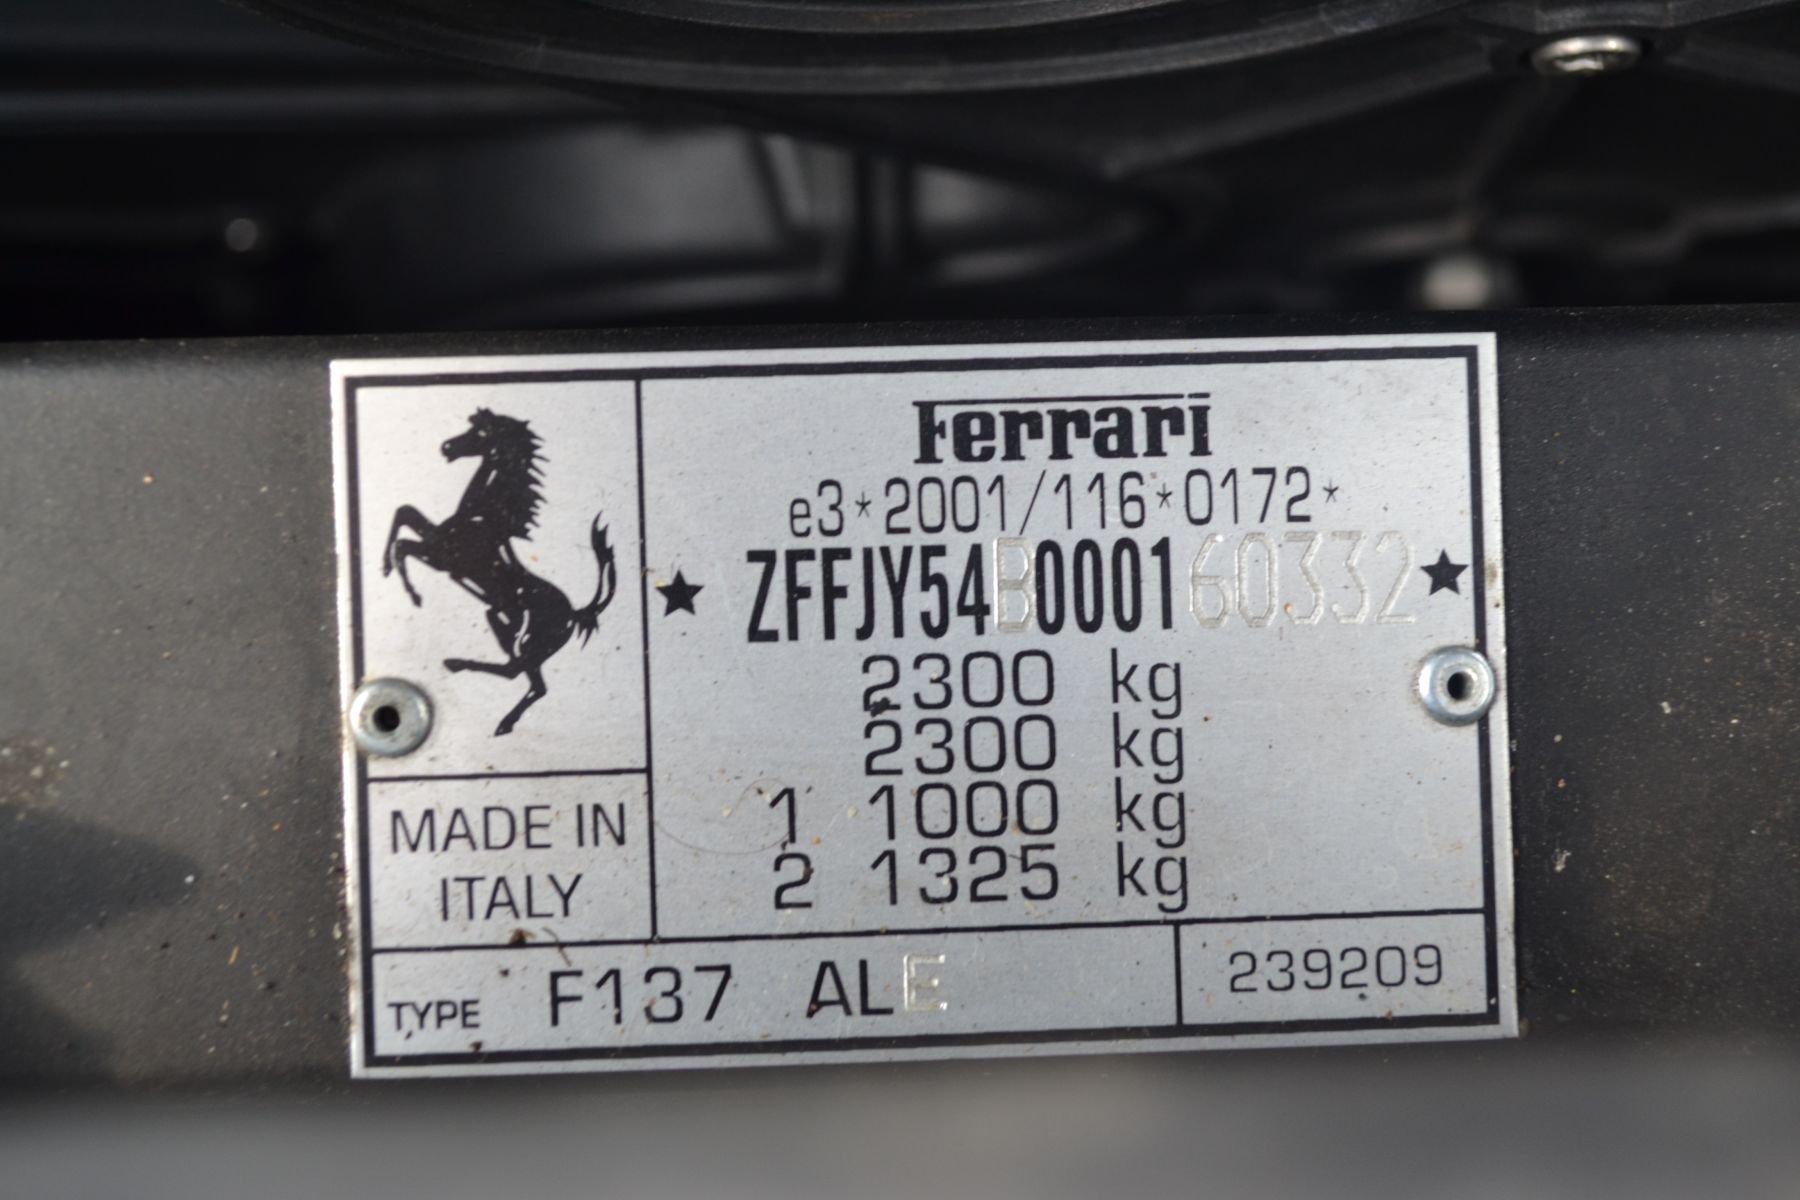 Ferrari
e3*2001/116*0172*
★ ZFFJY54B000160332 ★
2300 kg
2300 kg
1 1000 kg
2 1325 kg
MADE IN
ITALY
TYPE F137 ALE
239209